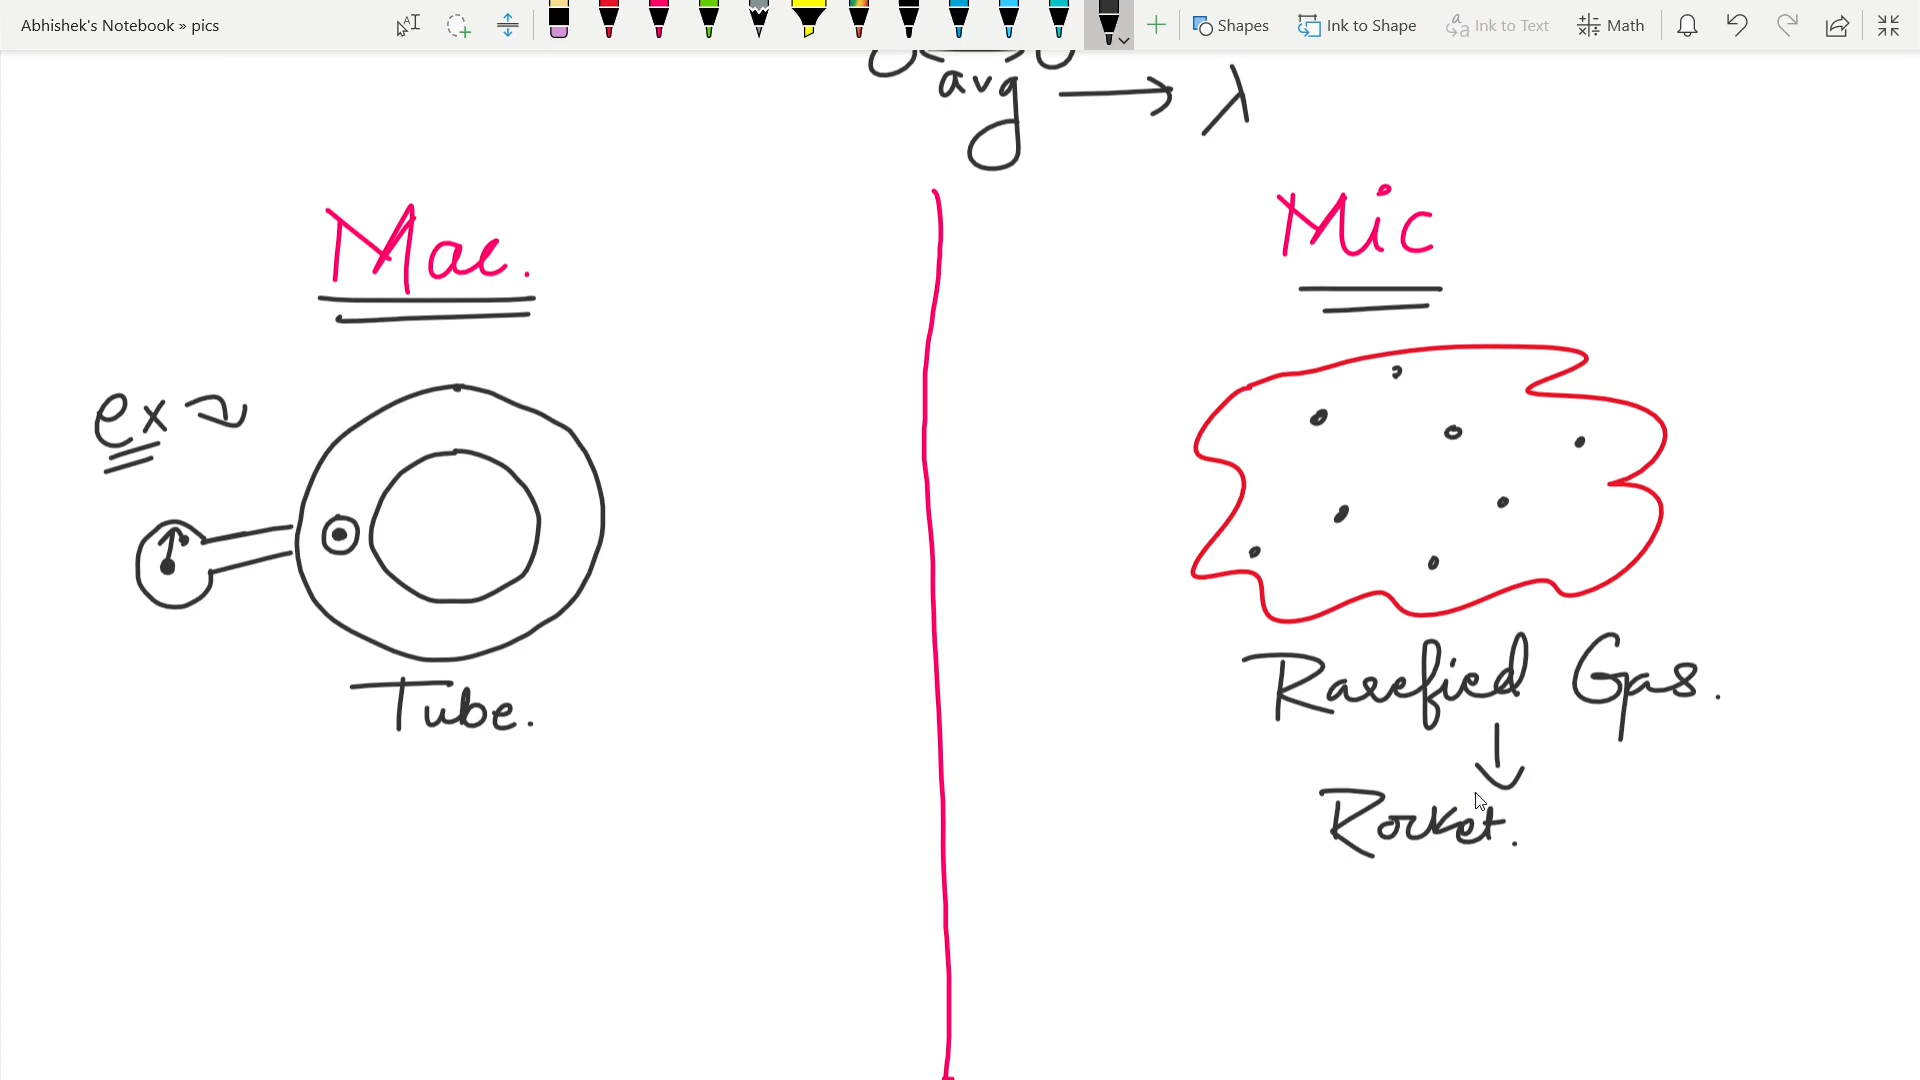 Abhishek's Notebook » pics
Shapes
Ink to Shape
Ink to Text
Math
avg → λ
Mac.
Mic
ex
Tube.
Rarefied Gas.
Rocket.